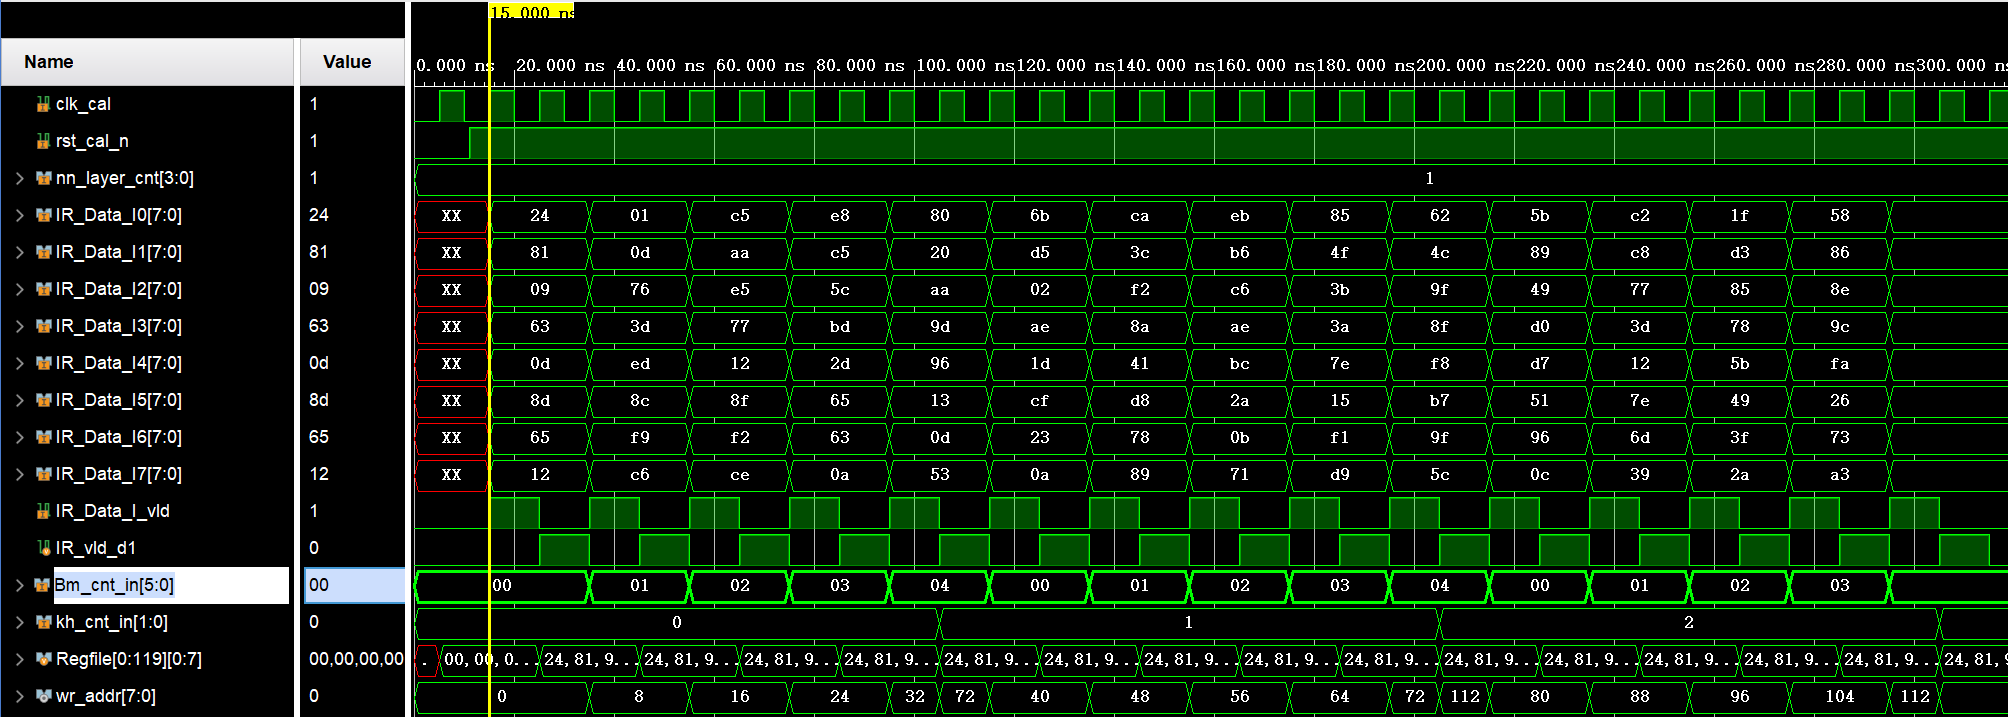 15.000 ns
Name Value 0.000 ns 20.000 ns 40.000 ns 60.000 ns 80.000 ns 100.000 ns 120.000 ns 140.000 ns 160.000 ns 180.000 ns 200.000 ns 220.000 ns 240.000 ns 260.000 ns 280.000 ns 300.000 ns
clk_cal 1
rst_cal_n 1
nn_layer_cnt[3:0] 1 1
IR_Data_I0[7:0] 24 XX 24 01 c5 e8 80 6b ca eb 85 62 5b c2 1f 58
IR_Data_I1[7:0] 81 XX 81 0d aa c5 20 d5 3c b6 4f 4c 89 c8 d3 86
IR_Data_I2[7:0] 09 XX 09 76 e5 5c aa 02 f2 c6 3b 9f 49 77 85 8e
IR_Data_I3[7:0] 63 XX 63 3d 77 bd 9d ae 8a ae 3a 8f d0 3d 78 9c
IR_Data_I4[7:0] 0d XX 0d ed 12 2d 96 1d 41 bc 7e f8 d7 12 5b fa
IR_Data_I5[7:0] 8d XX 8d 8c 8f 65 13 cf d8 2a 15 b7 51 7e 49 26
IR_Data_I6[7:0] 65 XX 65 f9 f2 63 0d 23 78 0b f1 9f 96 6d 3f 73
IR_Data_I7[7:0] 12 XX 12 c6 ce 0a 53 0a 89 71 d9 5c 0c 39 2a a3
IR_Data_I_vld 1
IR_vld_d1 0
Bm_cnt_in[5:0] 00 00 01 02 03 04 00 01 02 03 04 00 01 02 03
kh_cnt_in[1:0] 0 0 1 2
Regfile[0:119][0:7] 00,00,00,00 . 00,00,0... 24,81,9... 24,81,9... 24,81,9... 24,81,9... 24,81,9... 24,81,9... 24,81,9... 24,81,9... 24,81,9... 24,81,9... 24,81,9... 24,81,9... 24,81,9... 24,81,9... 24,81,9
wr_addr[7:0] 0 0 8 16 24 32 72 40 48 56 64 72 112 80 88 96 104 112